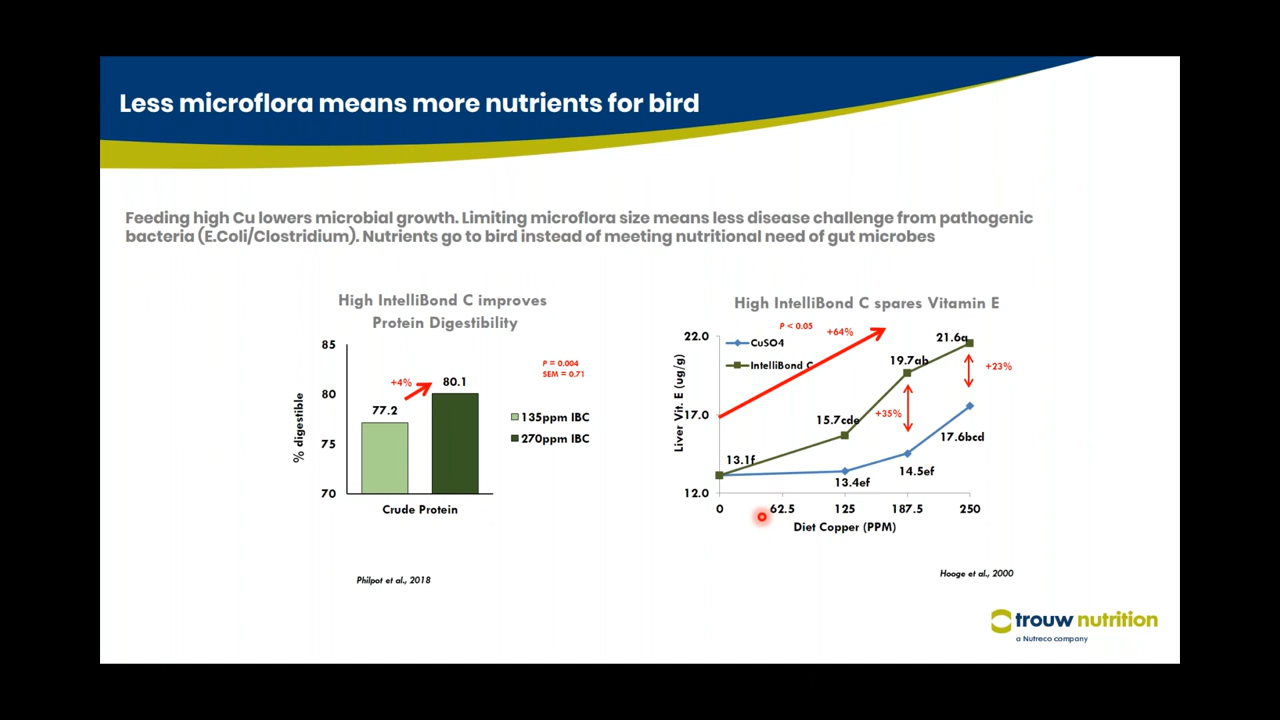 Less microflora means more nutrients for bird
Feeding high Cu lowers microbial growth. Limiting microflora size means less disease challenge from pathogenic
bacteria (E.Coli/Clostridium). Nutrients go to bird instead of meeting nutritional need of gut microbes
High IntelliBond C improves
Protein Digestibility
85
80
75
70
% digestible
+4%
77.2
80.1
P = 0.004
SEM = 0.71
135ppm IBC
270ppm IBC
Crude Protein
Philpot et al., 2018
High IntelliBond C spares Vitamin E
P < 0.05
+64%
22.0
17.0
12.0
Liver Vit. E (ug/g)
CuSO4
IntelliBond C
13.1f
15.7cde
19.7ab
21.6a
+35%
+23%
13.4ef
14.5ef
17.6bcd
0 62.5 125 187.5 250
Diet Copper (PPM)
Hooge et al., 2000
trouw nutrition
a Nutreco company